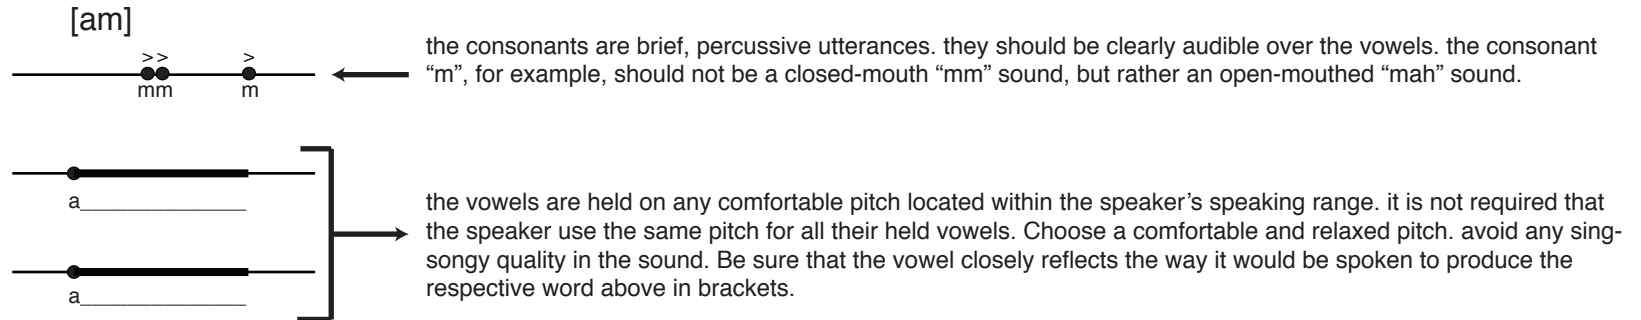 [am]
> > >
mm m
the consonants are brief, percussive utterances. they should be clearly audible over the vowels. the consonant
“m”, for example, should not be a closed-mouth “mm” sound, but rather an open-mouthed “mah” sound.
a________________
the vowels are held on any comfortable pitch located within the speaker’s speaking range. it is not required that
the speaker use the same pitch for all their held vowels. Choose a comfortable and relaxed pitch. avoid any sing-
songy quality in the sound. Be sure that the vowel closely reflects the way it would be spoken to produce the
respective word above in brackets.
a________________